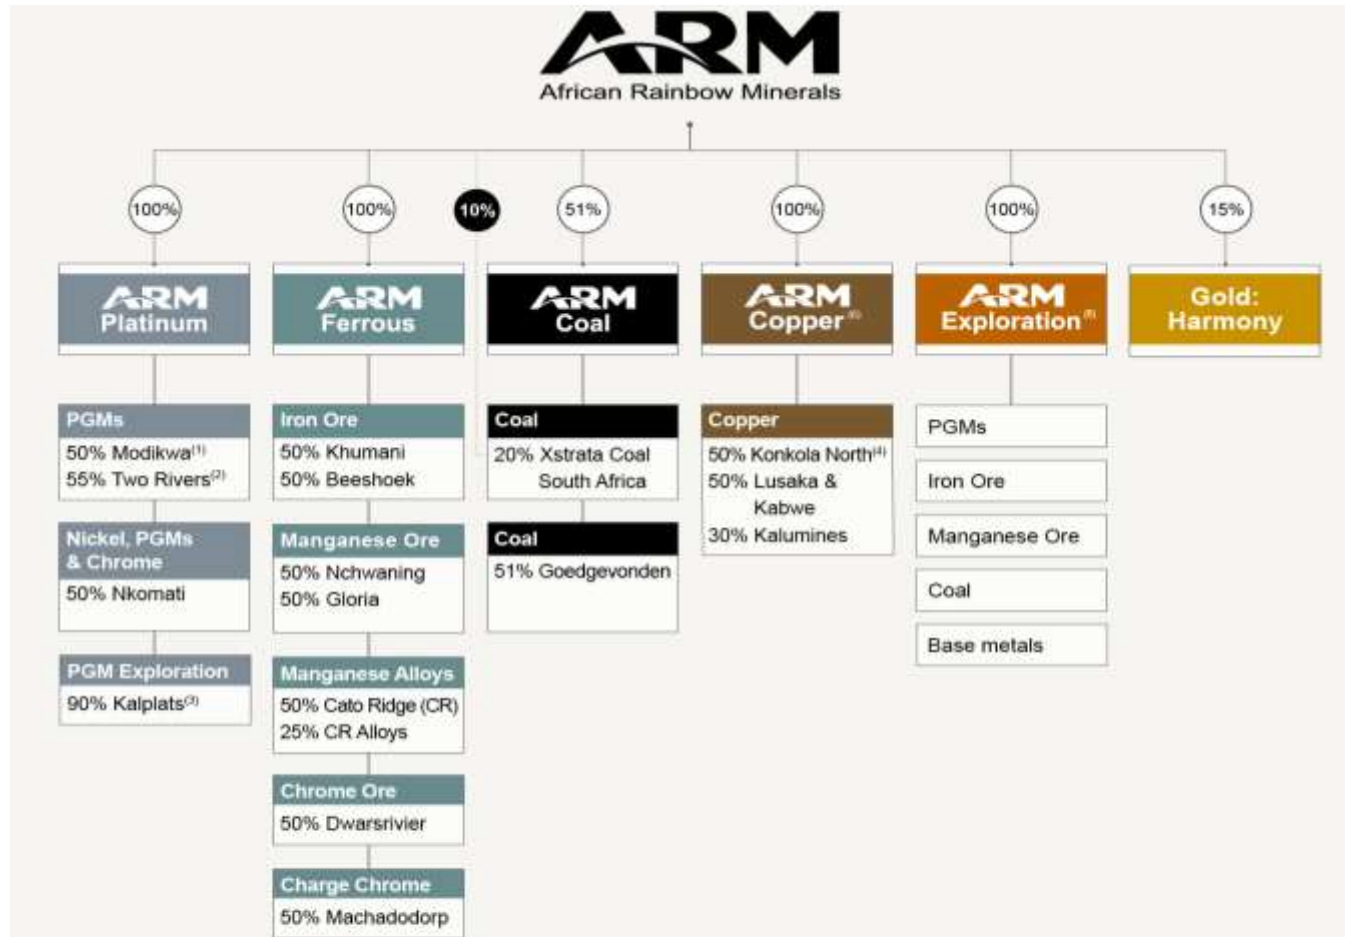 ARM
African Rainbow Minerals
100%
100%
10%
51%
100%
100%
15%
ARM
Platinum
ARM
Ferrous
ARM
Coal
ARM
Copper
ARM
Exploration
Gold:
Harmony
PGMs
50% Modikwa(1)
55% Two Rivers(2)
Nickel, PGMs
& Chrome
50% Nkomati
PGM Exploration
90% Kalplats(3)
Iron Ore
50% Khumani
50% Beeshoek
Manganese Ore
50% Nchwaning
50% Gloria
Manganese Alloys
50% Cato Ridge (CR)
25% CR Alloys
Chrome Ore
50% Dwarsrivier
Charge Chrome
50% Machadodorp
Coal
20% Xstrata Coal
South Africa
Coal
51% Goedgevonden
Copper
50% Konkola North(4)
50% Lusaka &
Kabwe
30% Kalumines
PGMs
Iron Ore
Manganese Ore
Coal
Base metals